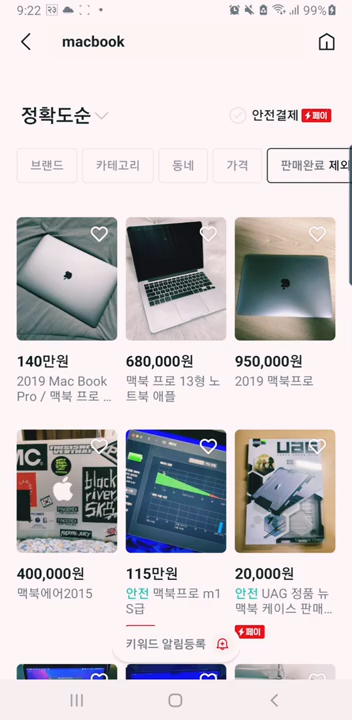 9:22
99%
macbook
정확도순
안전결제 페이
브랜드
카테고리
동네
가격
판매완료 제외
140만원
2019 Mac Book
Pro / 맥북 프로 ...
680,000원
맥북 프로 13형 노
트북 애플
950,000원
2019 맥북프로
MC
black
river
SK8
UAG
400,000원
맥북에어2015
115만원
안전 맥북프로 m1
S급
20,000원
안전 UAG 정품 뉴
맥북 케이스 판매...
페이
키워드 알림등록